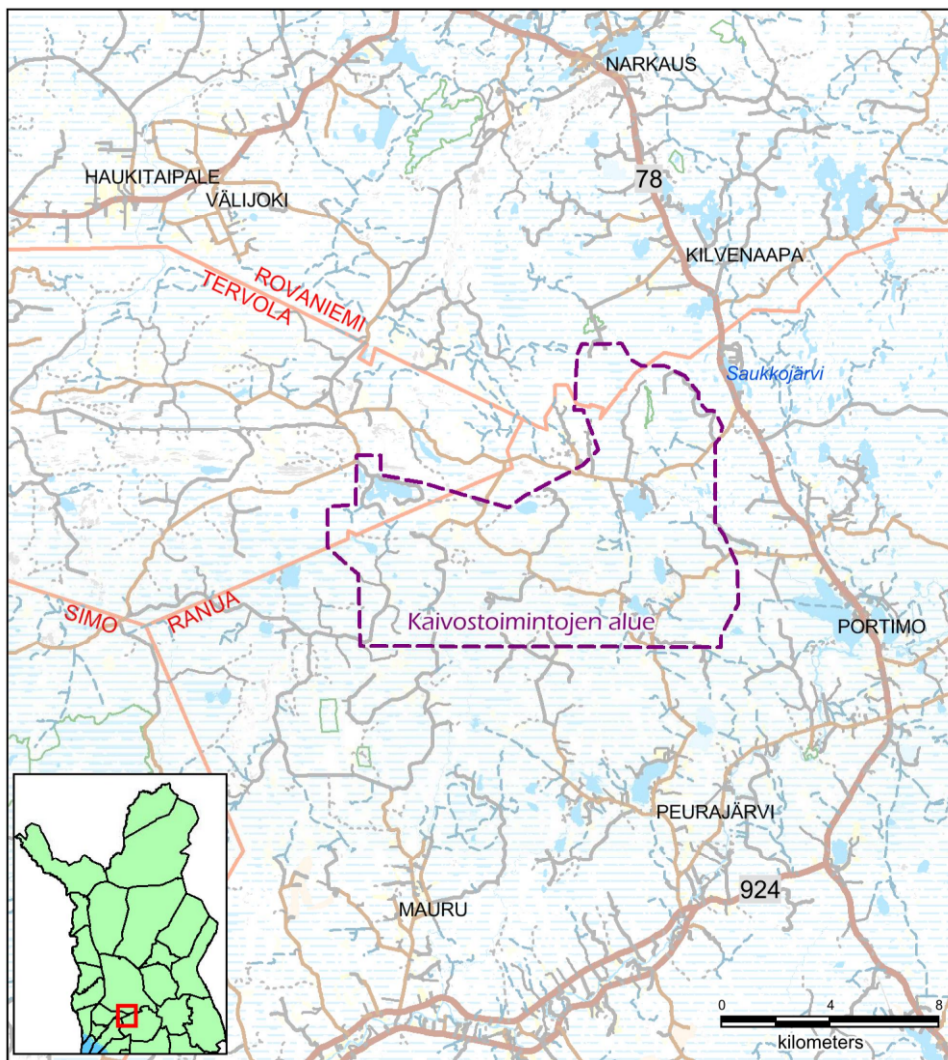 NARKAUS
78
HAUKITAIPALE
VÄLIJOKI
KILVENAAPA
ROVANIEMI
TERVOLA
Saukkojärvi
SIMO
RANUA
Kaivostoimintojen alue
PORTIMO
PEURAJÄRVI
924
MAURU
0 4 8
kilometers